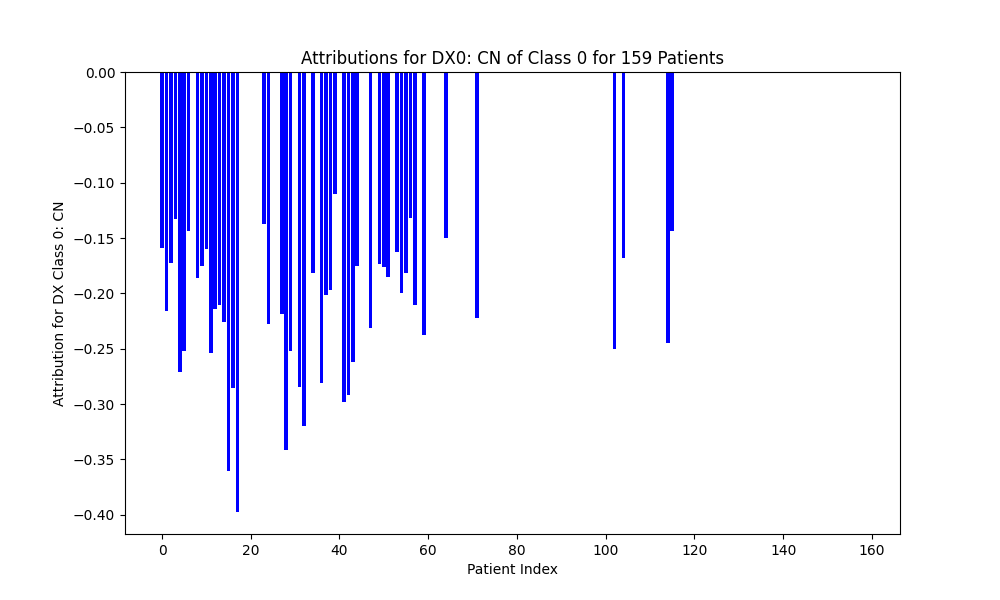 Attributions for DX0: CN of Class 0 for 159 Patients
Attribution for DX Class 0: CN
0.00
−0.05
−0.10
−0.15
−0.20
−0.25
−0.30
−0.35
−0.40
0 20 40 60 80 100 120 140 160
Patient Index